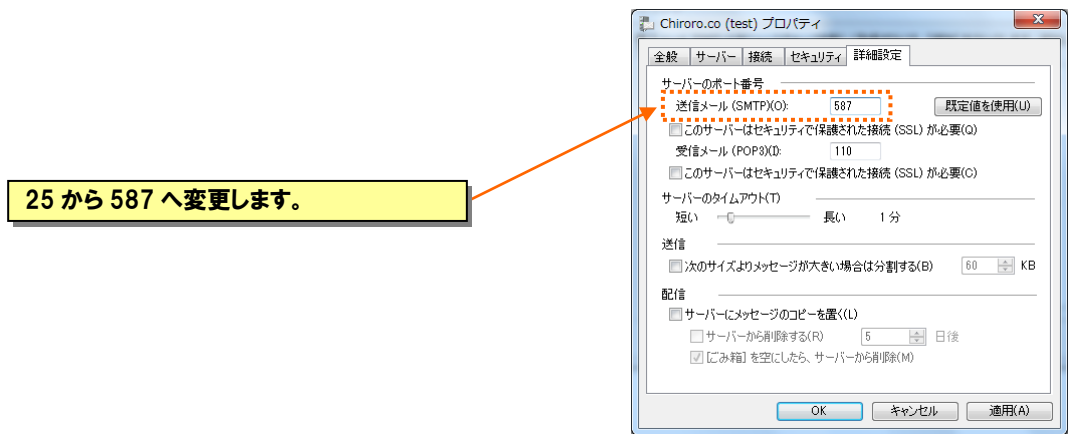 Chiroro.co (test) プロパティ
全般 サーバー 接続 セキュリティ 詳細設定
サーバーのポート番号
送信メール (SMTP)(O): 587 既定値を使用(U)
このサーバーはセキュリティで保護された接続 (SSL) が必要(Q)
受信メール (POP3)(I): 110
このサーバーはセキュリティで保護された接続 (SSL) が必要(C)
25 から 587 へ変更します。
サーバーのタイムアウト(T)
短い 長い 1 分
送信
次のサイズよりメッセージが大きい場合は分割する(B) 60 KB
配信
サーバーにメッセージのコピーを置く(L)
サーバーから削除する(R) 5 日後
[ごみ箱] を空にしたら、サーバーから削除(M)
OK キャンセル 適用(A)